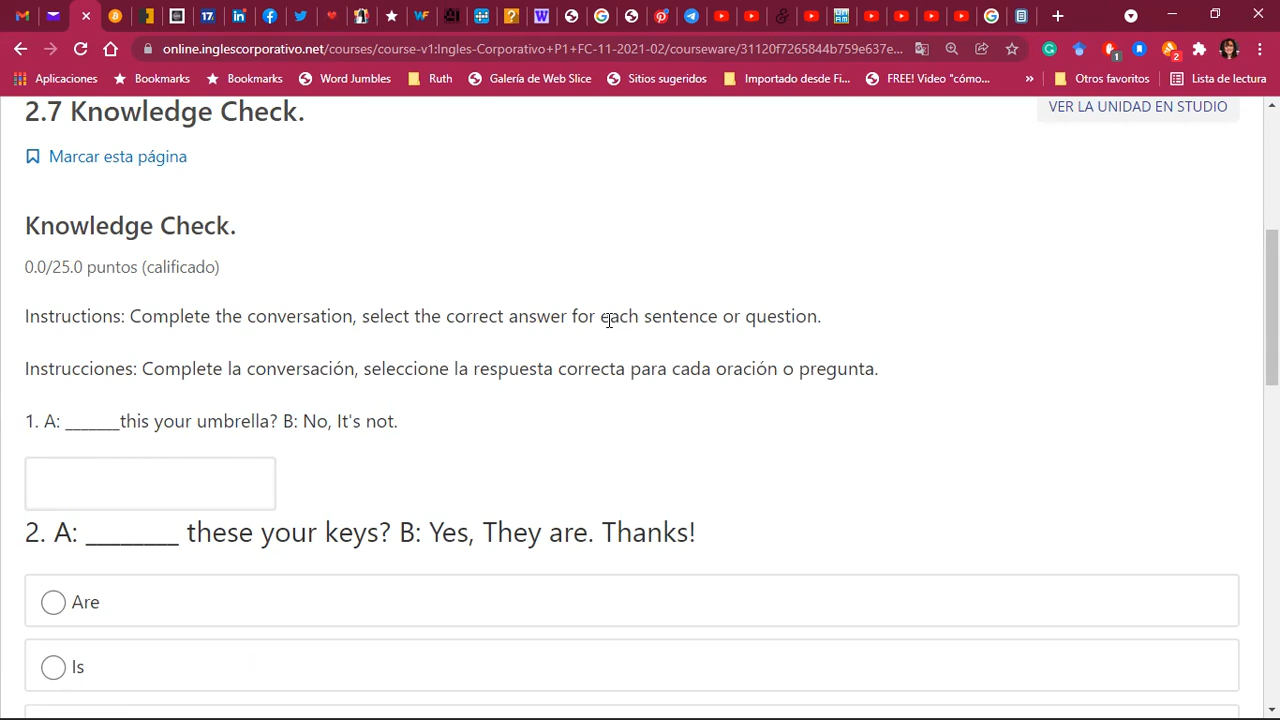 online.inglescorporativo.net/courses/course-v1:Ingles-Corporativo+P1+FC-11-2021-02/courseware/31120f7265844b759e637e...
Aplicaciones Bookmarks Bookmarks Word Jumbles Ruth Galería de Web Slice Sitios sugeridos Importado desde Fi... FREE! Video "cómo... » Otros favoritos Lista de lectura
2.7 Knowledge Check.
VER LA UNIDAD EN STUDIO
Marcar esta página
Knowledge Check.
0.0/25.0 puntos (calificado)
Instructions: Complete the conversation, select the correct answer for each sentence or question.
Instrucciones: Complete la conversación, seleccione la respuesta correcta para cada oración o pregunta.
1. A: ______this your umbrella? B: No, It's not.
2. A: _______ these your keys? B: Yes, They are. Thanks!
Are
Is